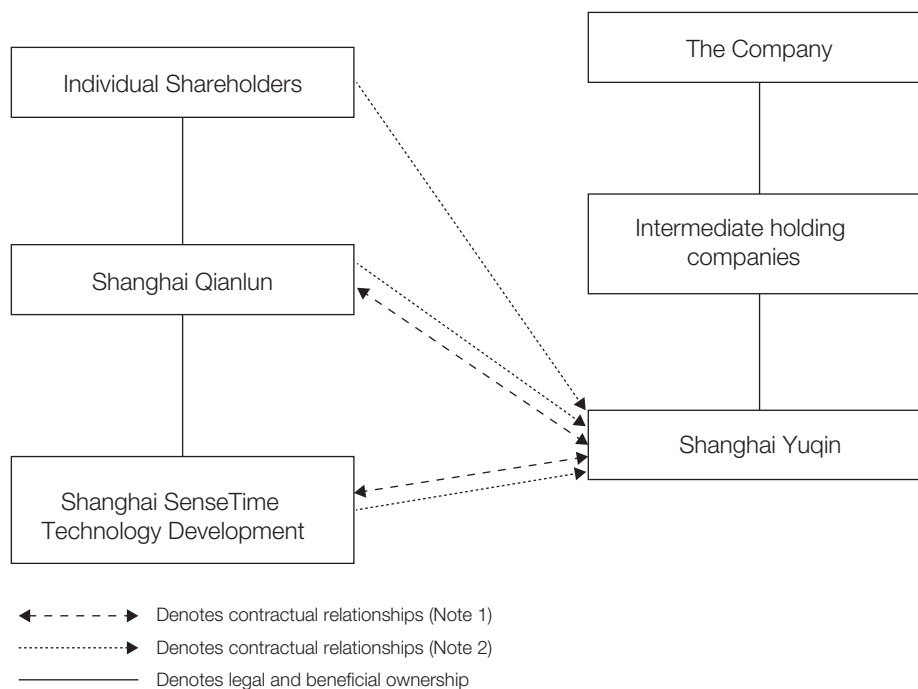 The Company
Individual Shareholders
Intermediate holding
companies
Shanghai Qianlun
Shanghai Yuqin
Shanghai SenseTime
Technology Development
Denotes contractual relationships (Note 1)
Denotes contractual relationships (Note 2)
Denotes legal and beneficial ownership